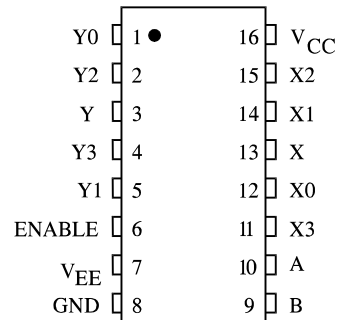 Y0 1 16 VCC
Y2 2 15 X2
Y 3 14 X1
Y3 4 13 X
Y1 5 12 X0
ENABLE 6 11 X3
VEE 7 10 A
GND 8 9 B